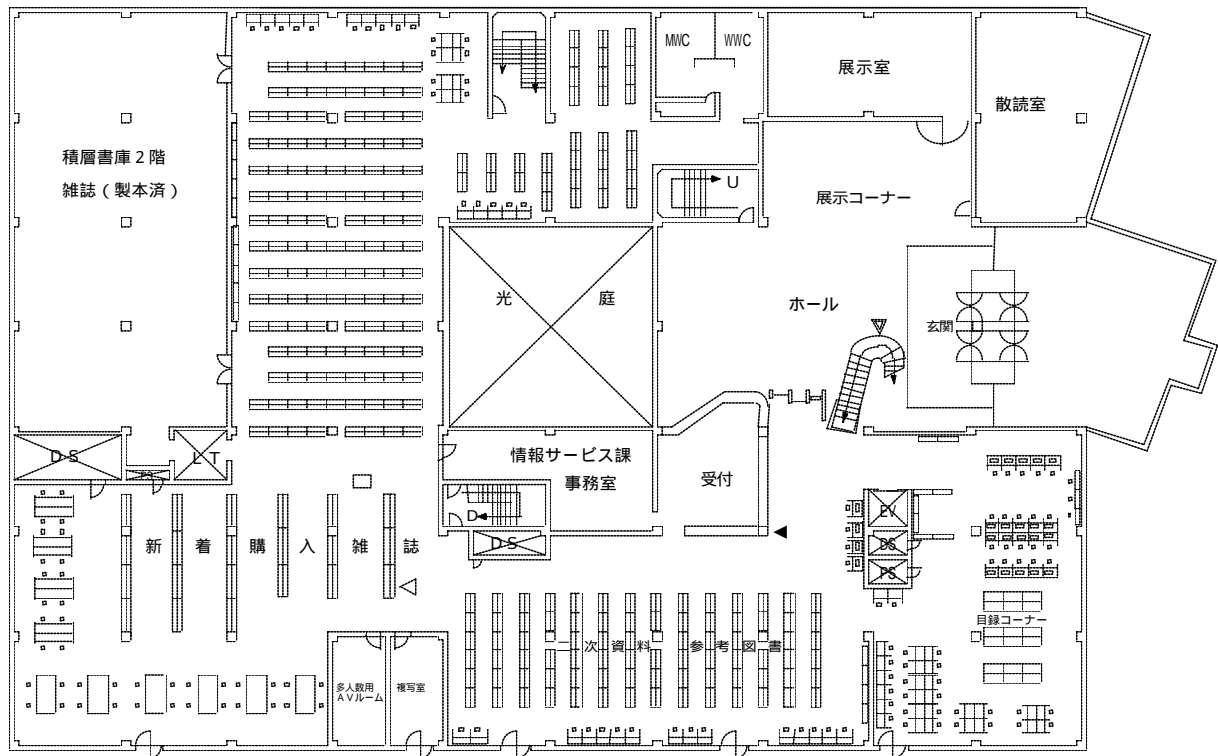 MWC
WWC
展示室
散読室
積層書庫２階
雑誌（製本済）
U
展示コーナー
光庭
ホール
玄関
DS
LT
情報サービス課
事務室
受付
D
DS
EV
DS
PS
新着購入雑誌
目録コーナー
二次資料
参考図書
多人数用
ＡＶルーム
複写室